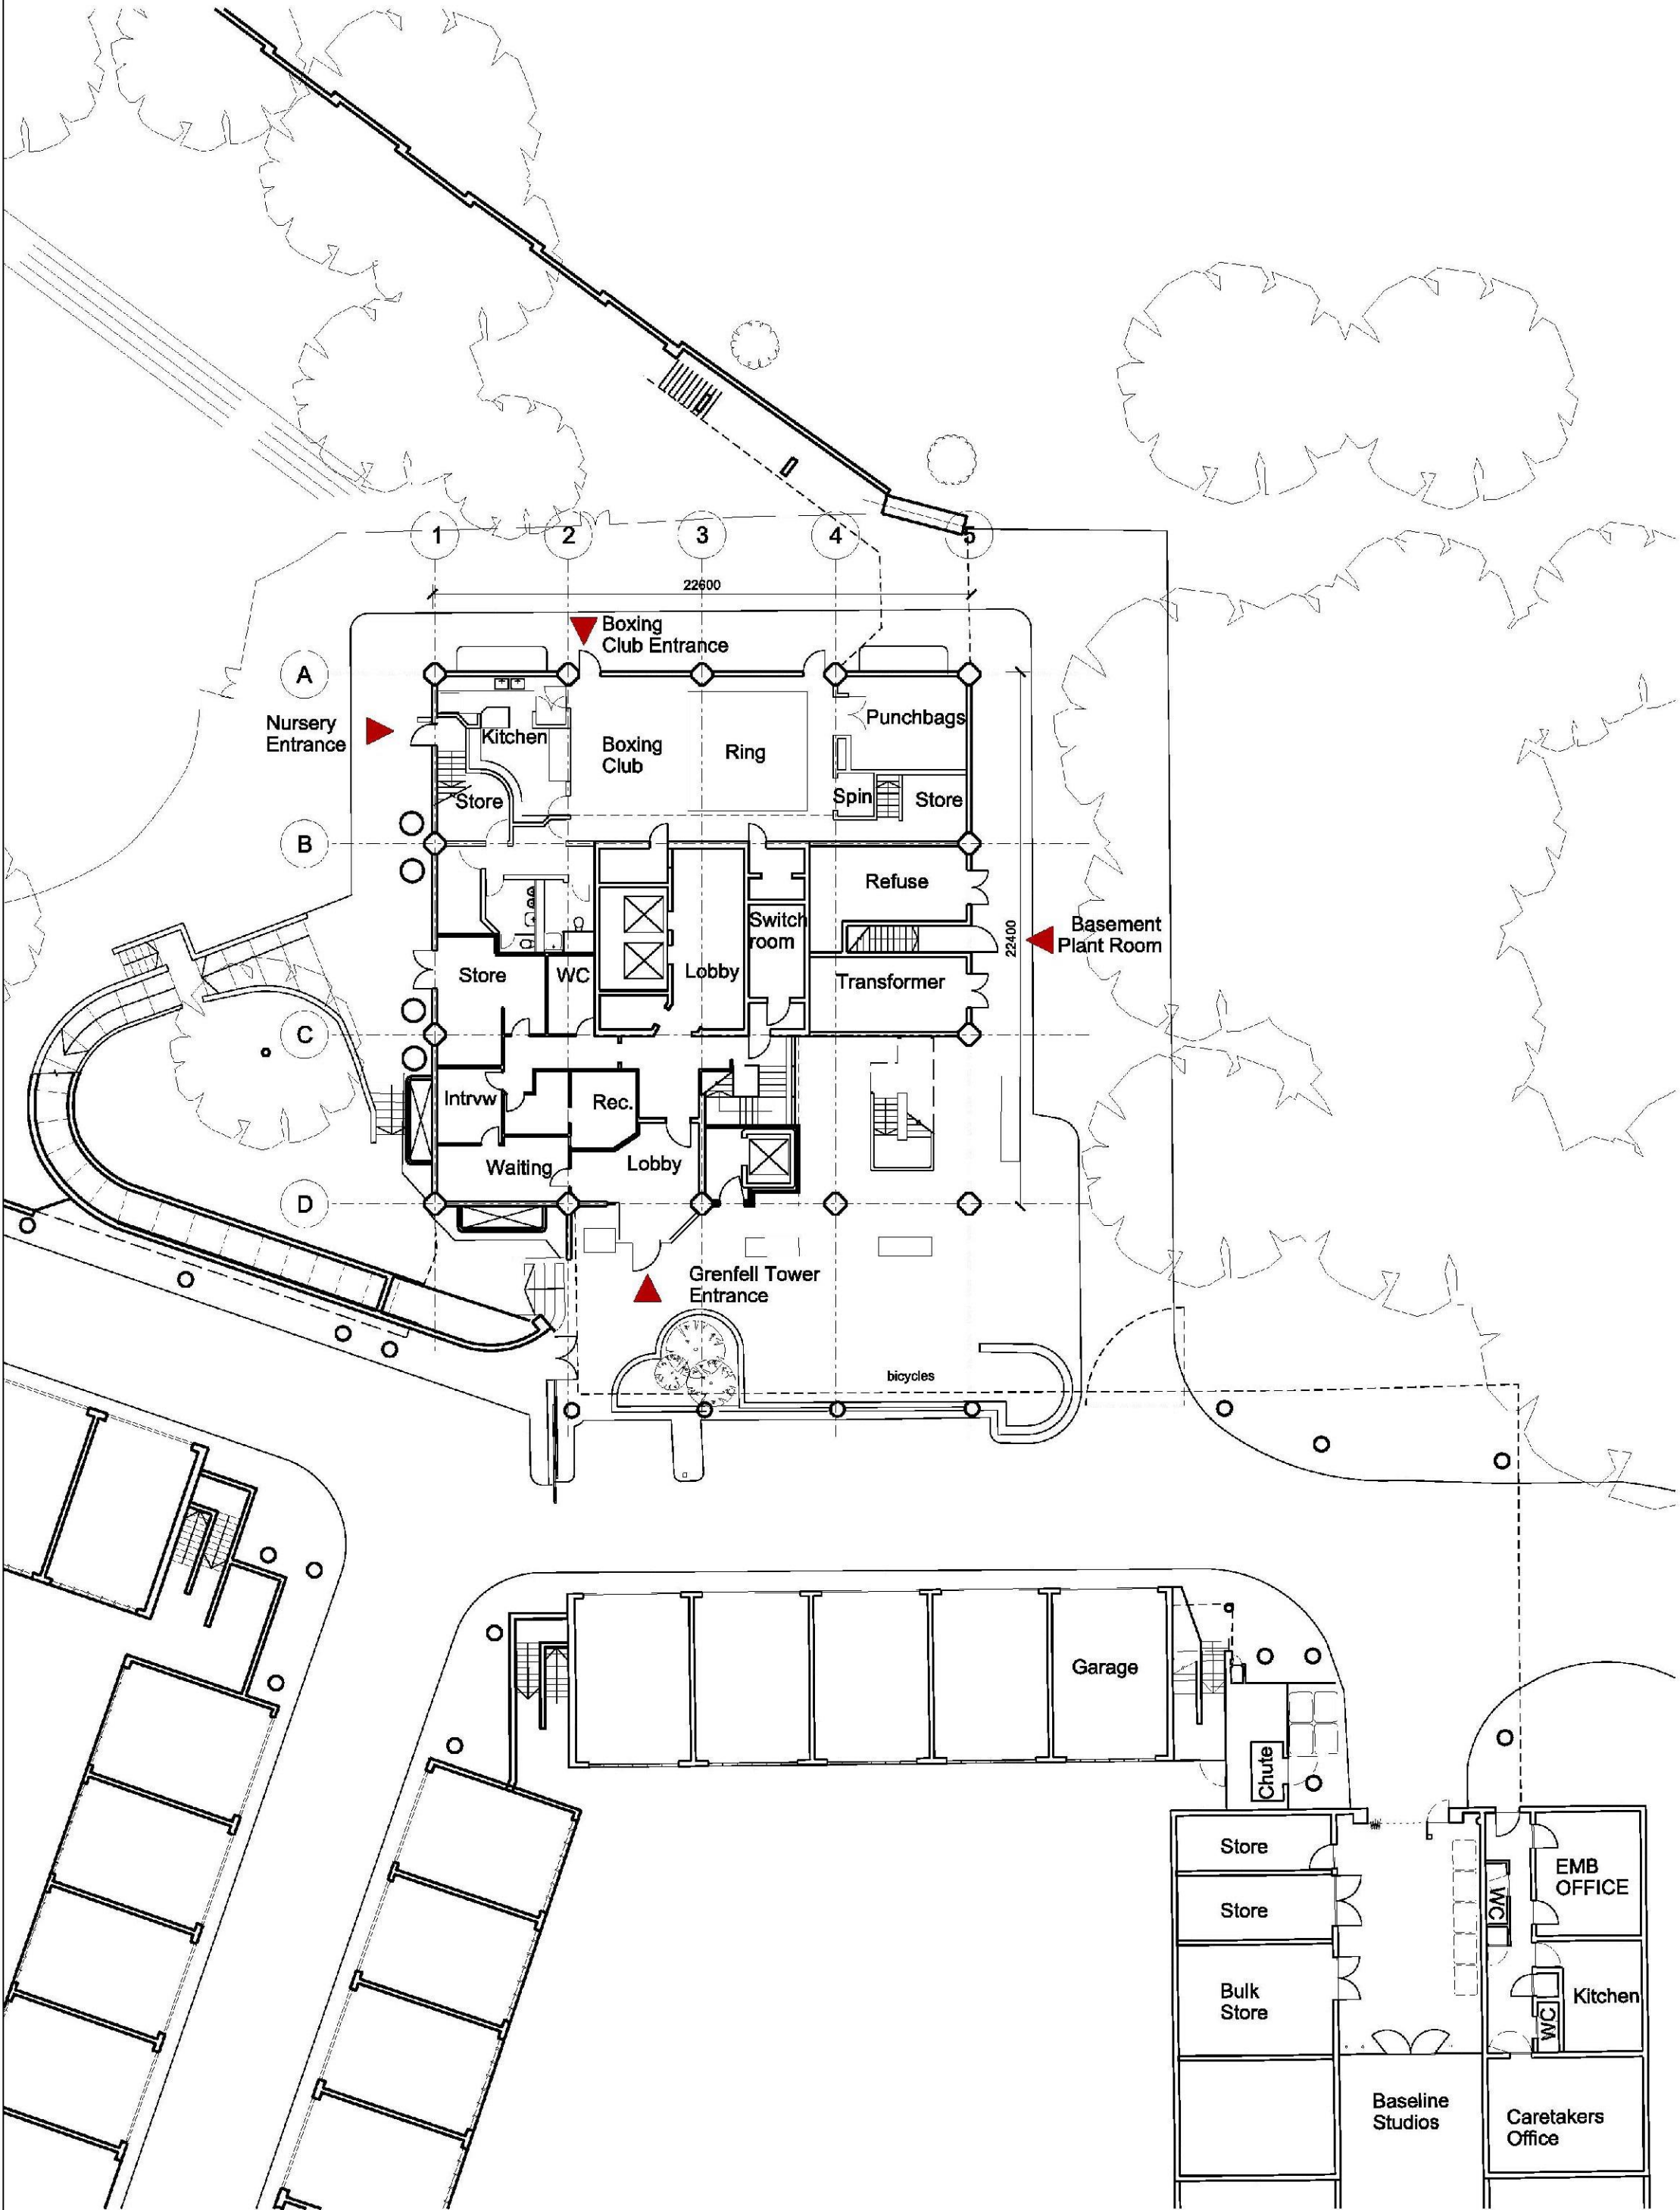 1
2
3
4
5
22600
Boxing
Club Entrance
A
Nursery
Entrance
Kitchen
Boxing
Club
Ring
Punchbags
Store
Spin
Store
B
Refuse
Switch
room
22400
Basement
Plant Room
Store
WC
Lobby
Transformer
C
Intrvw
Rec.
Waiting
Lobby
D
Grenfell Tower
Entrance
bicycles
Garage
Chute
Store
EMB
OFFICE
WC
Store
Bulk
Store
Kitchen
WC
Baseline
Studios
Caretakers
Office